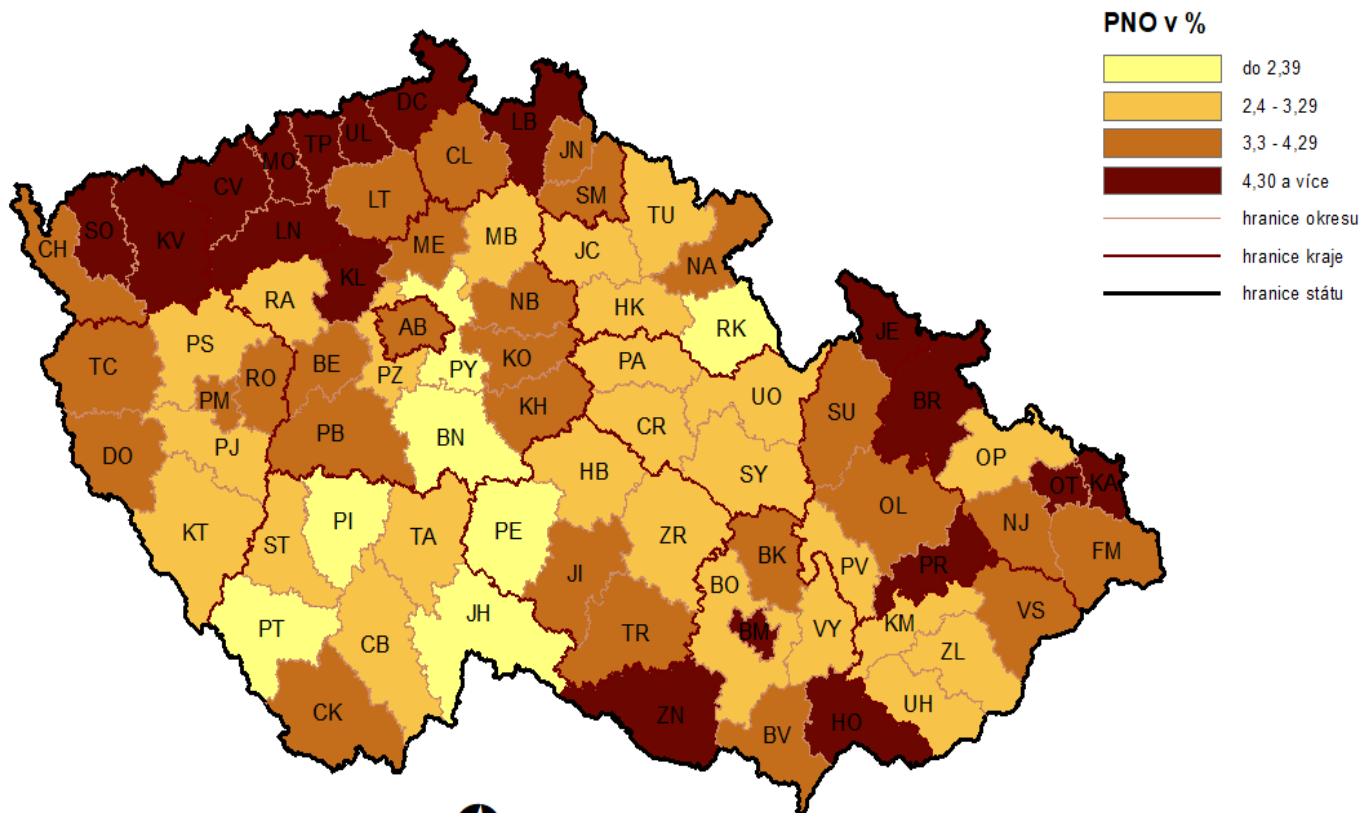 PNO v %
do 2,39
2,4 - 3,29
3,3 - 4,29
4,30 a více
hranice okresu
hranice kraje
hranice státu
DC
LB
UL
TP
MO
CL
JN
CV
SM
LT
TU
SO
KV
LN
ME
MB
JC
CH
KL
NA
RA
NB
HK
AB
RK
JE
PS
BE
KO
PA
TC
RO
PZ
PY
UO
PM
KH
SU
BR
PB
BN
CR
DO
PJ
OP
HB
SY
OT
KA
OL
NJ
KT
ST
PI
TA
PE
ZR
FM
BK
PV
PR
JI
BO
VS
JH
PT
CB
TR
BM
VY
KM
ZL
CK
ZN
BV
HO
UH